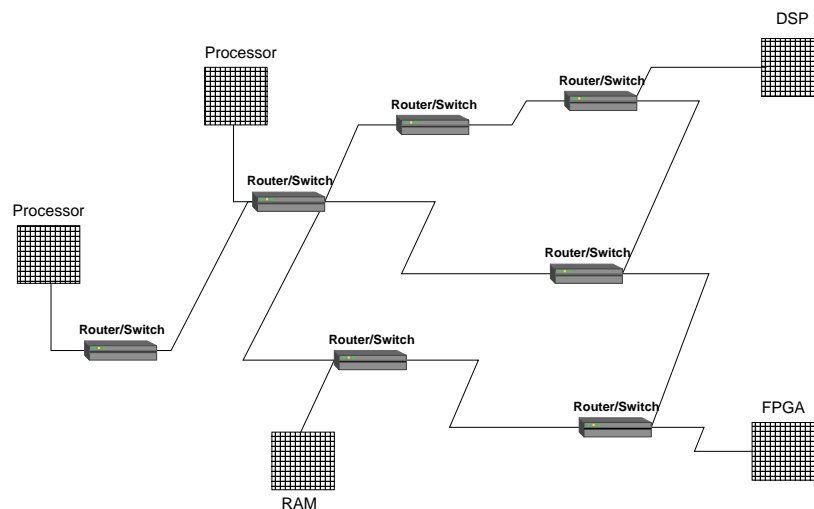 DSP
Processor
Router/Switch
Router/Switch
Router/Switch
Processor
Router/Switch
Router/Switch
Router/Switch
Router/Switch
FPGA
RAM